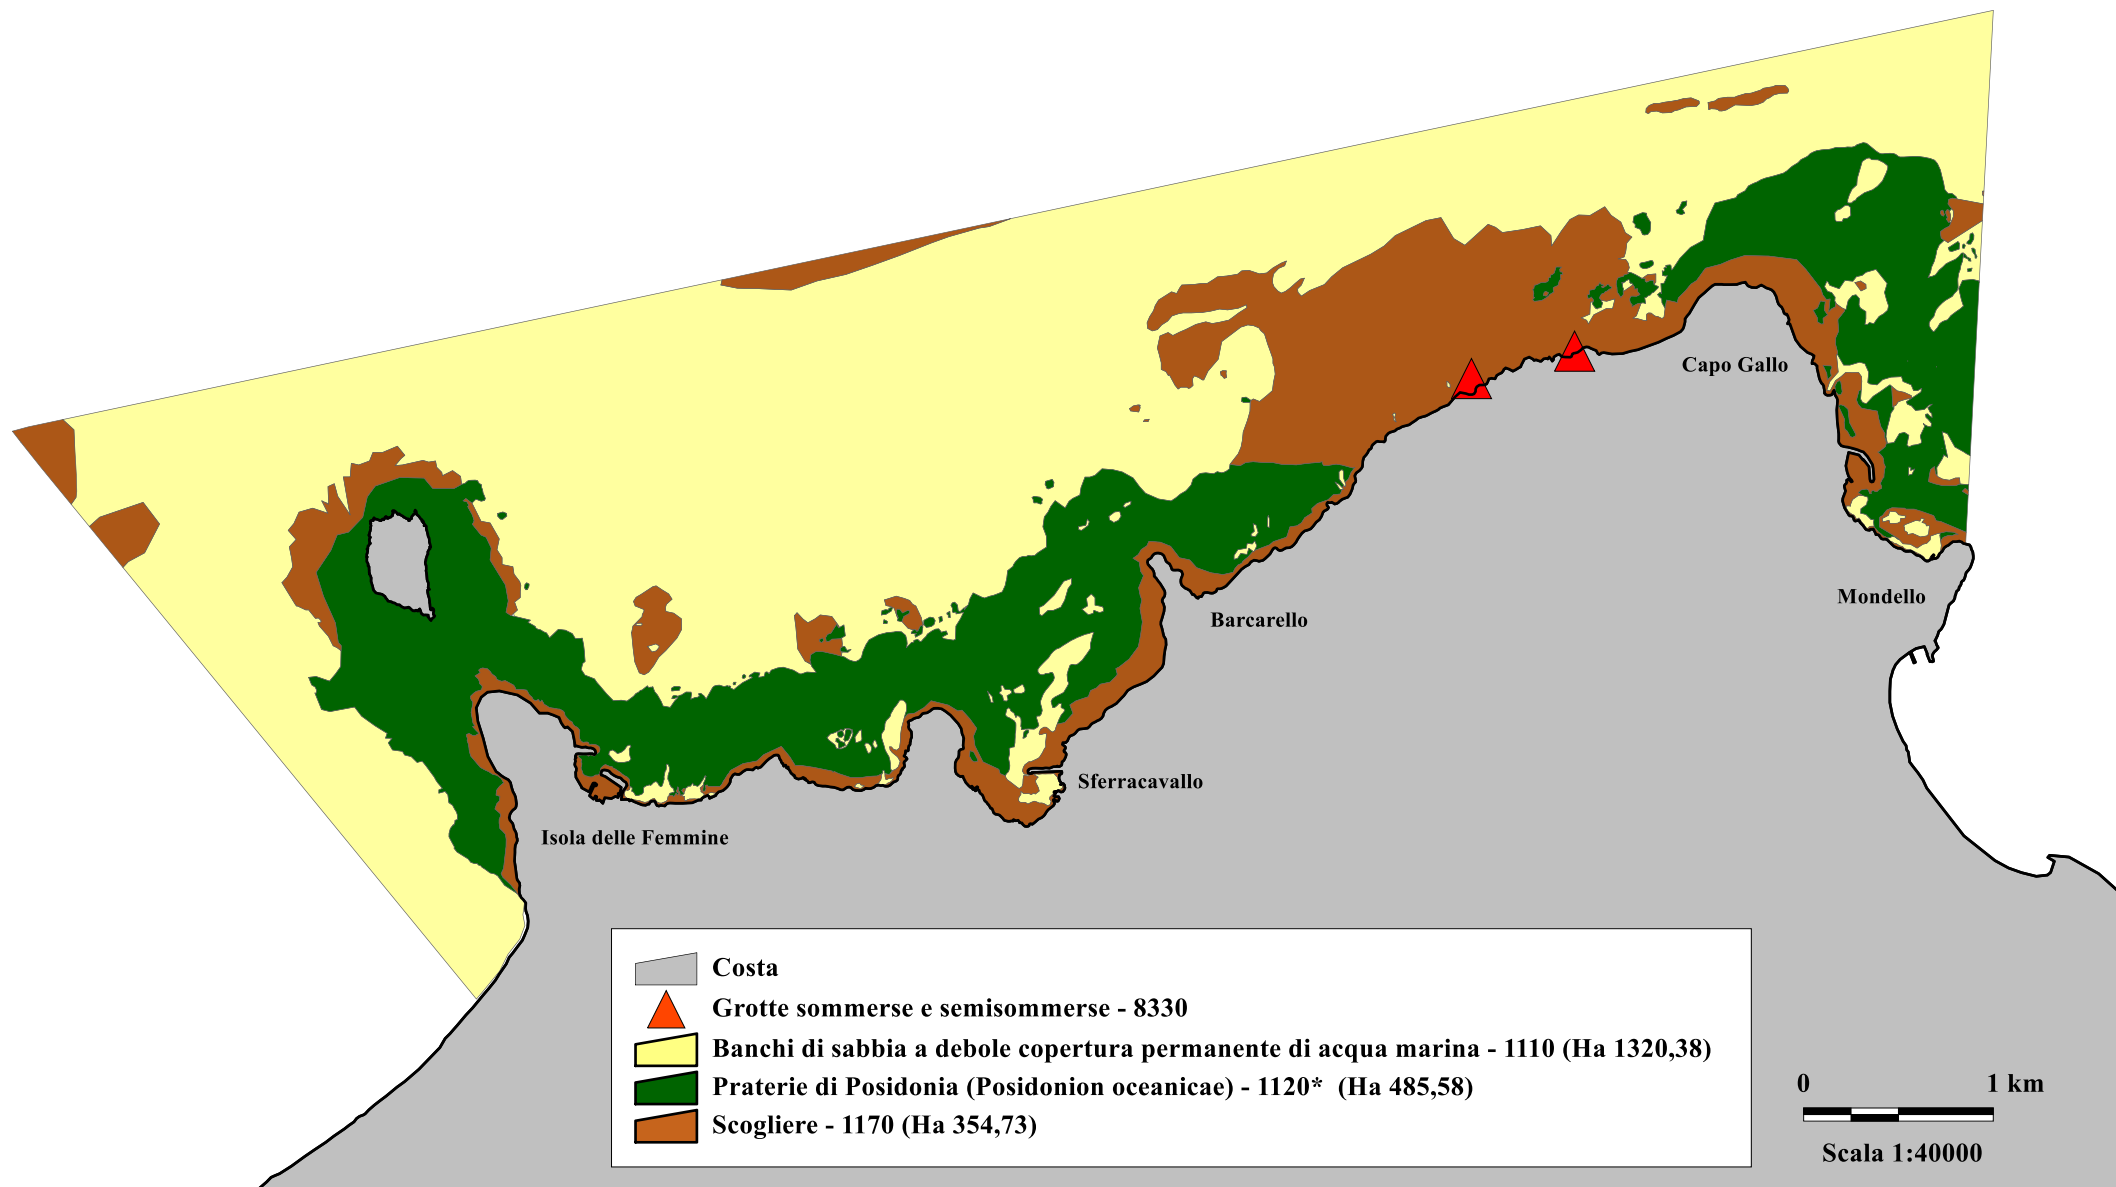 Capo Gallo
Mondello
Barcarello
Sferracavallo
Isola delle Femmine
Costa
Grotte sommerse e semisommerse - 8330
Banchi di sabbia a debole copertura permanente di acqua marina - 1110 (Ha 1320,38)
Praterie di Posidonia (Posidonion oceanicae) - 1120* (Ha 485,58)
Scogliere - 1170 (Ha 354,73)
0 1 km
Scala 1:40000